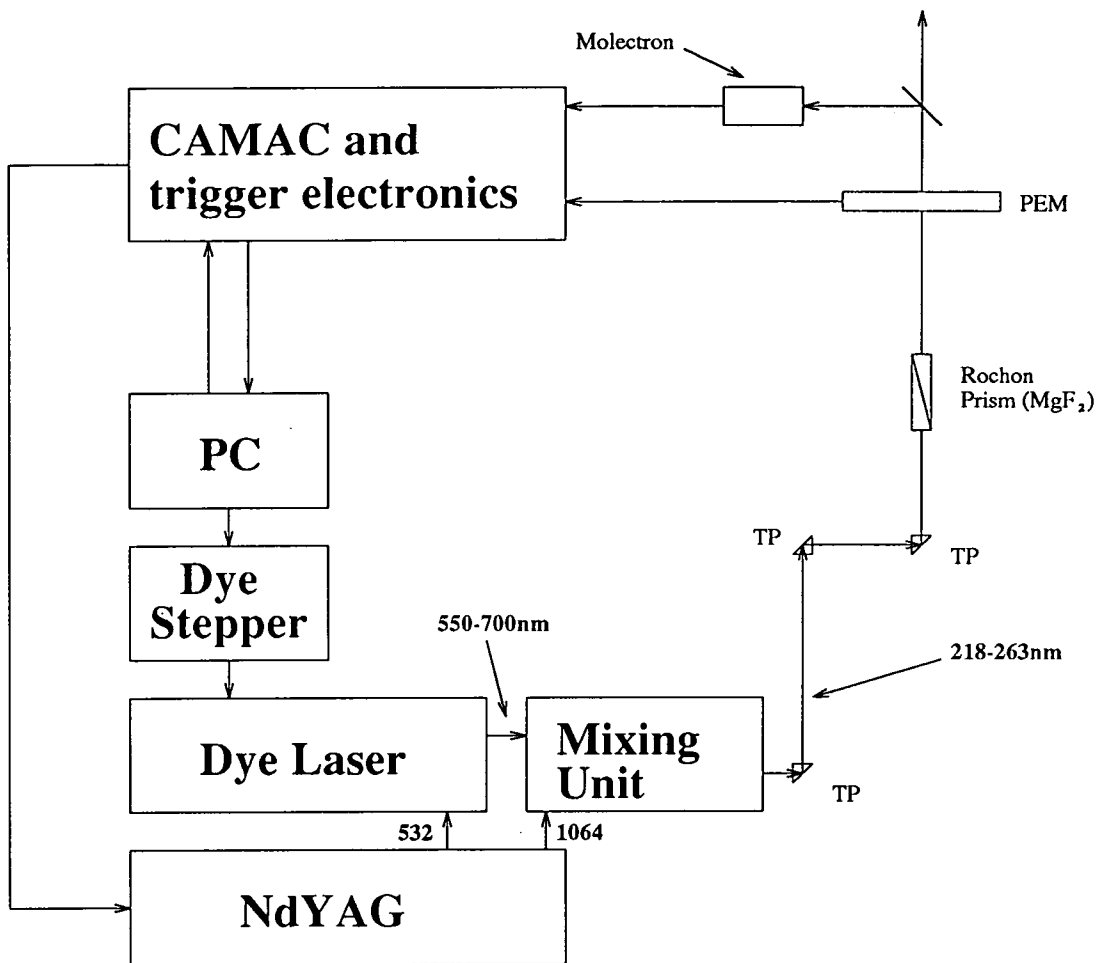 Molectron
CAMAC and
trigger electronics
PEM
Rochon
Prism (MgF₂)
PC
TP
TP
Dye
Stepper
550-700nm
218-263nm
Dye Laser
Mixing
Unit
TP
532
1064
NdYAG